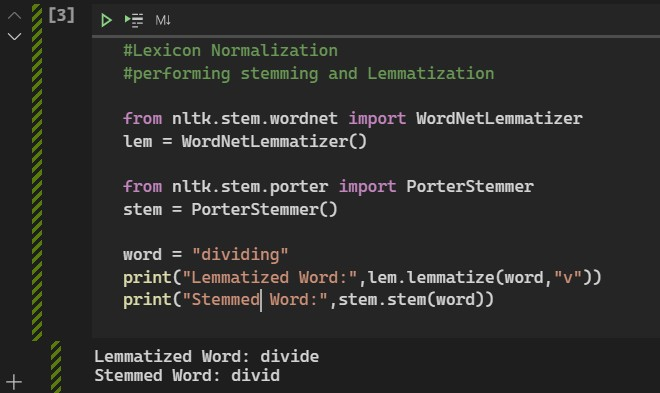 [3]
M↓
#Lexicon Normalization
#performing stemming and Lemmatization
from nltk.stem.wordnet import WordNetLemmatizer
lem = WordNetLemmatizer()
from nltk.stem.porter import PorterStemmer
stem = PorterStemmer()
word = "dividing"
print("Lemmatized Word:",lem.lemmatize(word,"v"))
print("Stemmed Word:",stem.stem(word))
Lemmatized Word: divide
Stemmed Word: divid